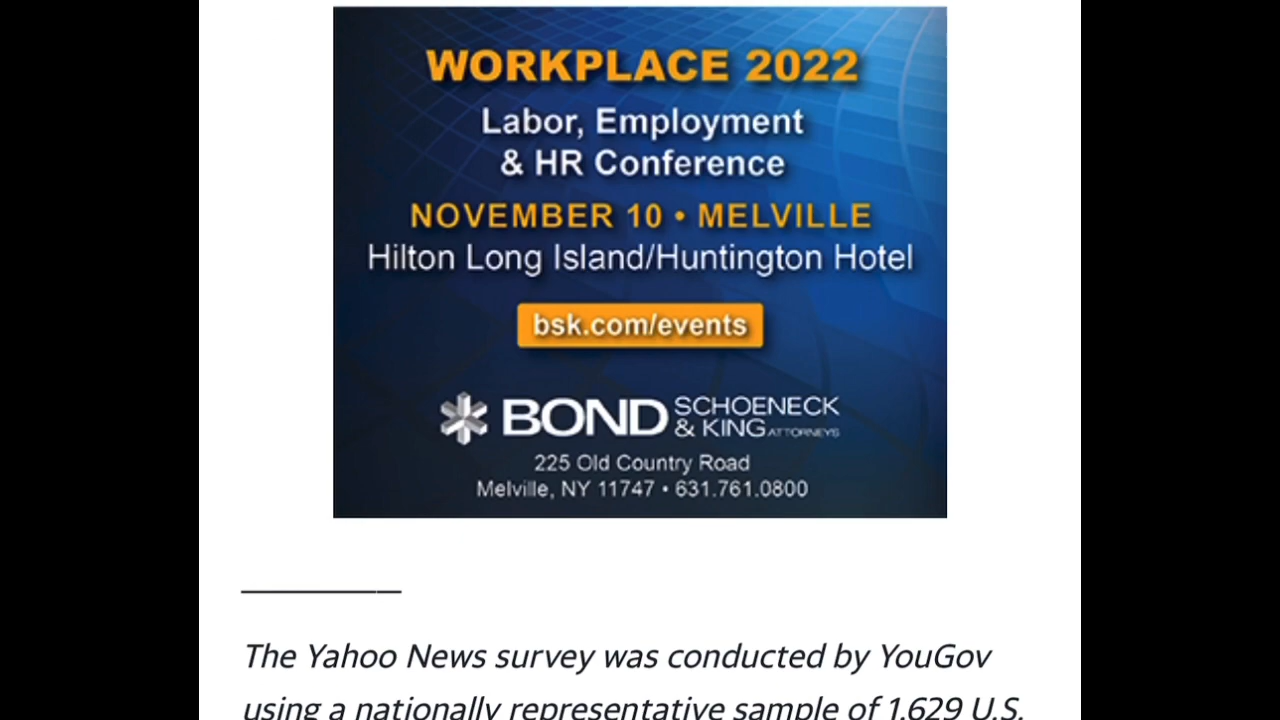 WORKPLACE 2022
Labor, Employment
& HR Conference
NOVEMBER 10 • MELVILLE
Hilton Long Island/Huntington Hotel
bsk.com/events
BOND SCHOENECK
& KING ATTORNEYS
225 Old Country Road
Melville, NY 11747 • 631.761.0800
The Yahoo News survey was conducted by YouGov
using a nationally representative sample of 1,629 U.S.